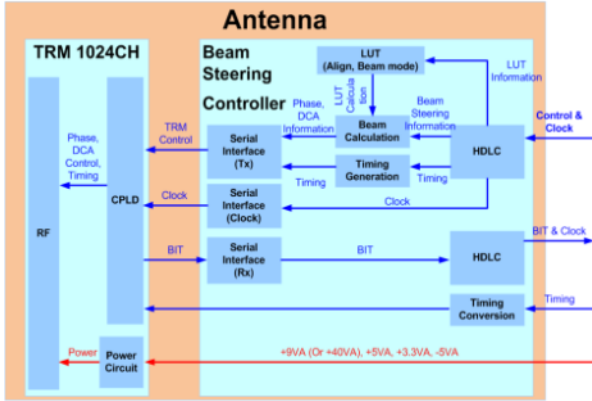 Antenna
TRM 1024CH
Beam
Steering
Controller
LUT
(Align, Beam mode)
LUT
Information
LUT
Calcula
tion
Phase,
DCA
Information
Beam
Steering
Information
Control &
Clock
TRM
Control
Serial
Interface
(Tx)
Beam
Calculation
HDLC
Phase,
DCA
Control,
Timing
Timing
Generation
Timing
Timing
CPLD
Clock
Serial
Interface
(Clock)
Clock
RF
BIT
Serial
Interface
(Rx)
BIT
HDLC
BIT & Clock
Timing
Conversion
Timing
Power
Power
Circuit
+9VA (Or +40VA), +5VA, +3.3VA, -5VA